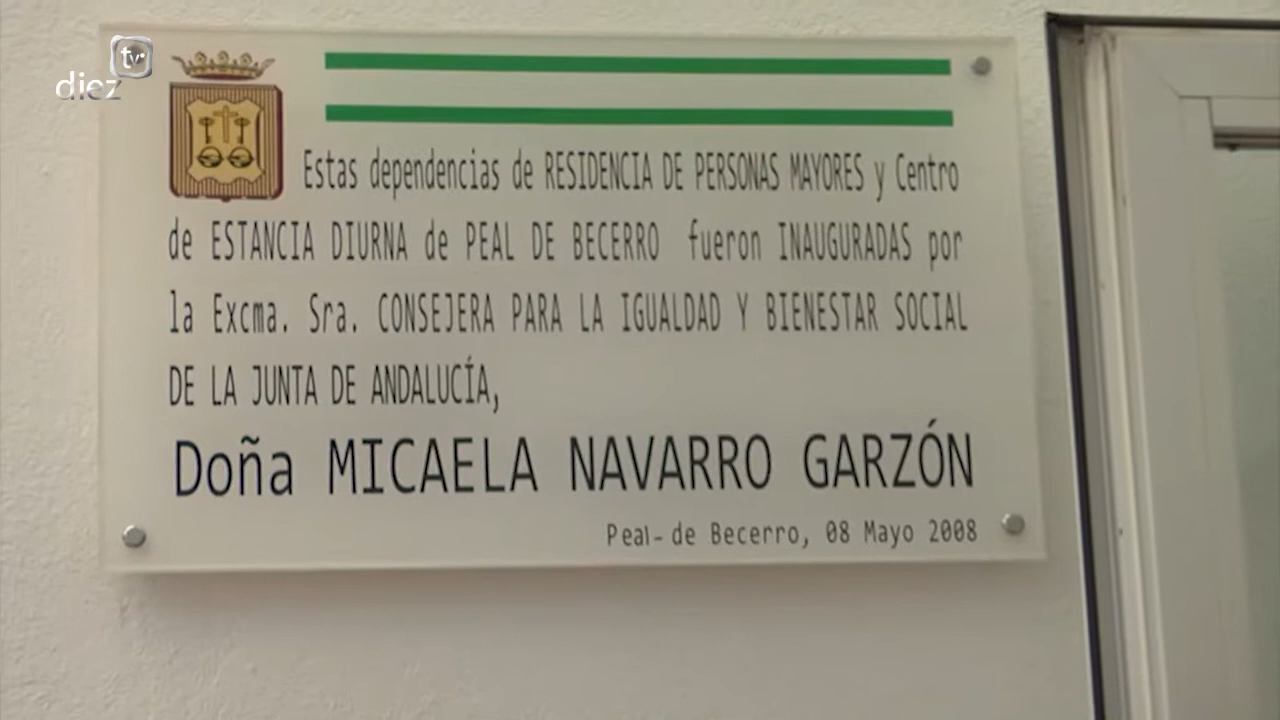 diez tv
Estas dependencias de RESIDENCIA DE PERSONAS MAYORES y Centro
de ESTANCIA DIURNA de PEAL DE BECERRO fueron INAUGURADAS por
la Excma. Sra. CONSEJERA PARA LA IGUALDAD Y BIENESTAR SOCIAL
DE LA JUNTA DE ANDALUCÍA,
Doña MICAELA NAVARRO GARZÓN
Peal- de Becerro, 08 Mayo 2008